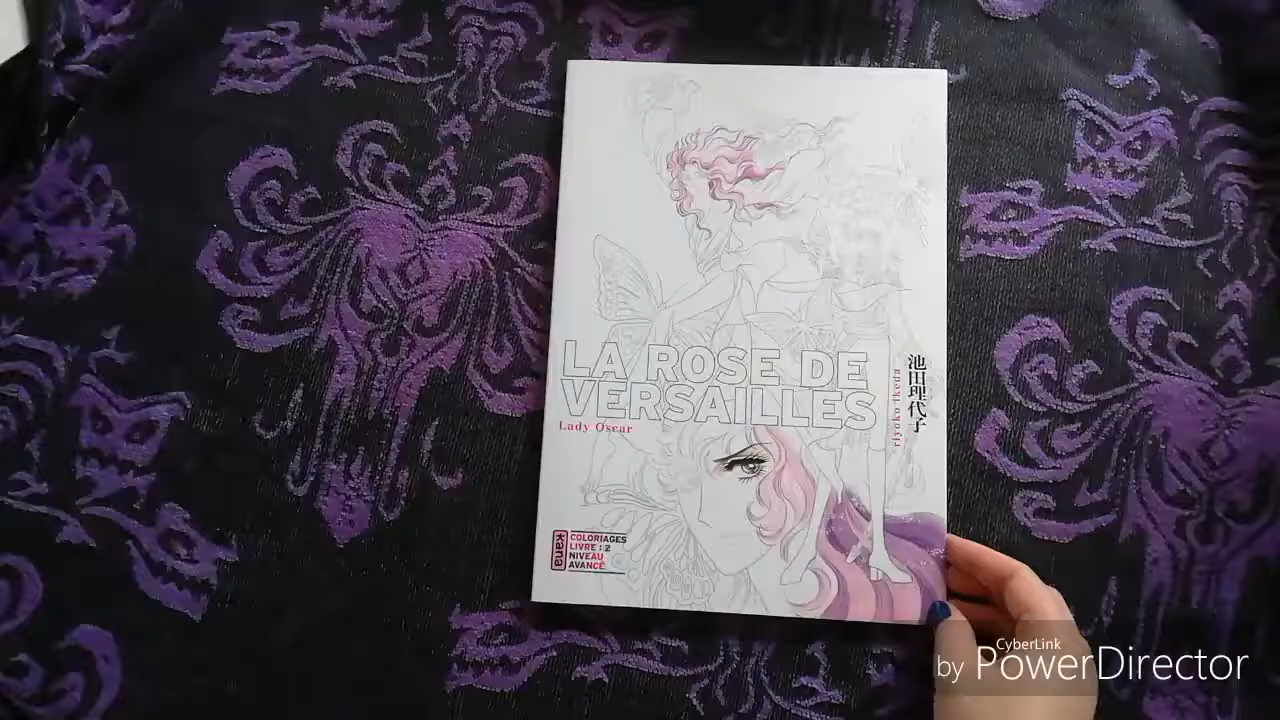 LA ROSE DE
VERSAILLES
Lady Oscar
池田理代子
riyoko ikeda
kana
COLORIAGES
LIVRE : 2
NIVEAU
AVANCÉ
CyberLink
by PowerDirector